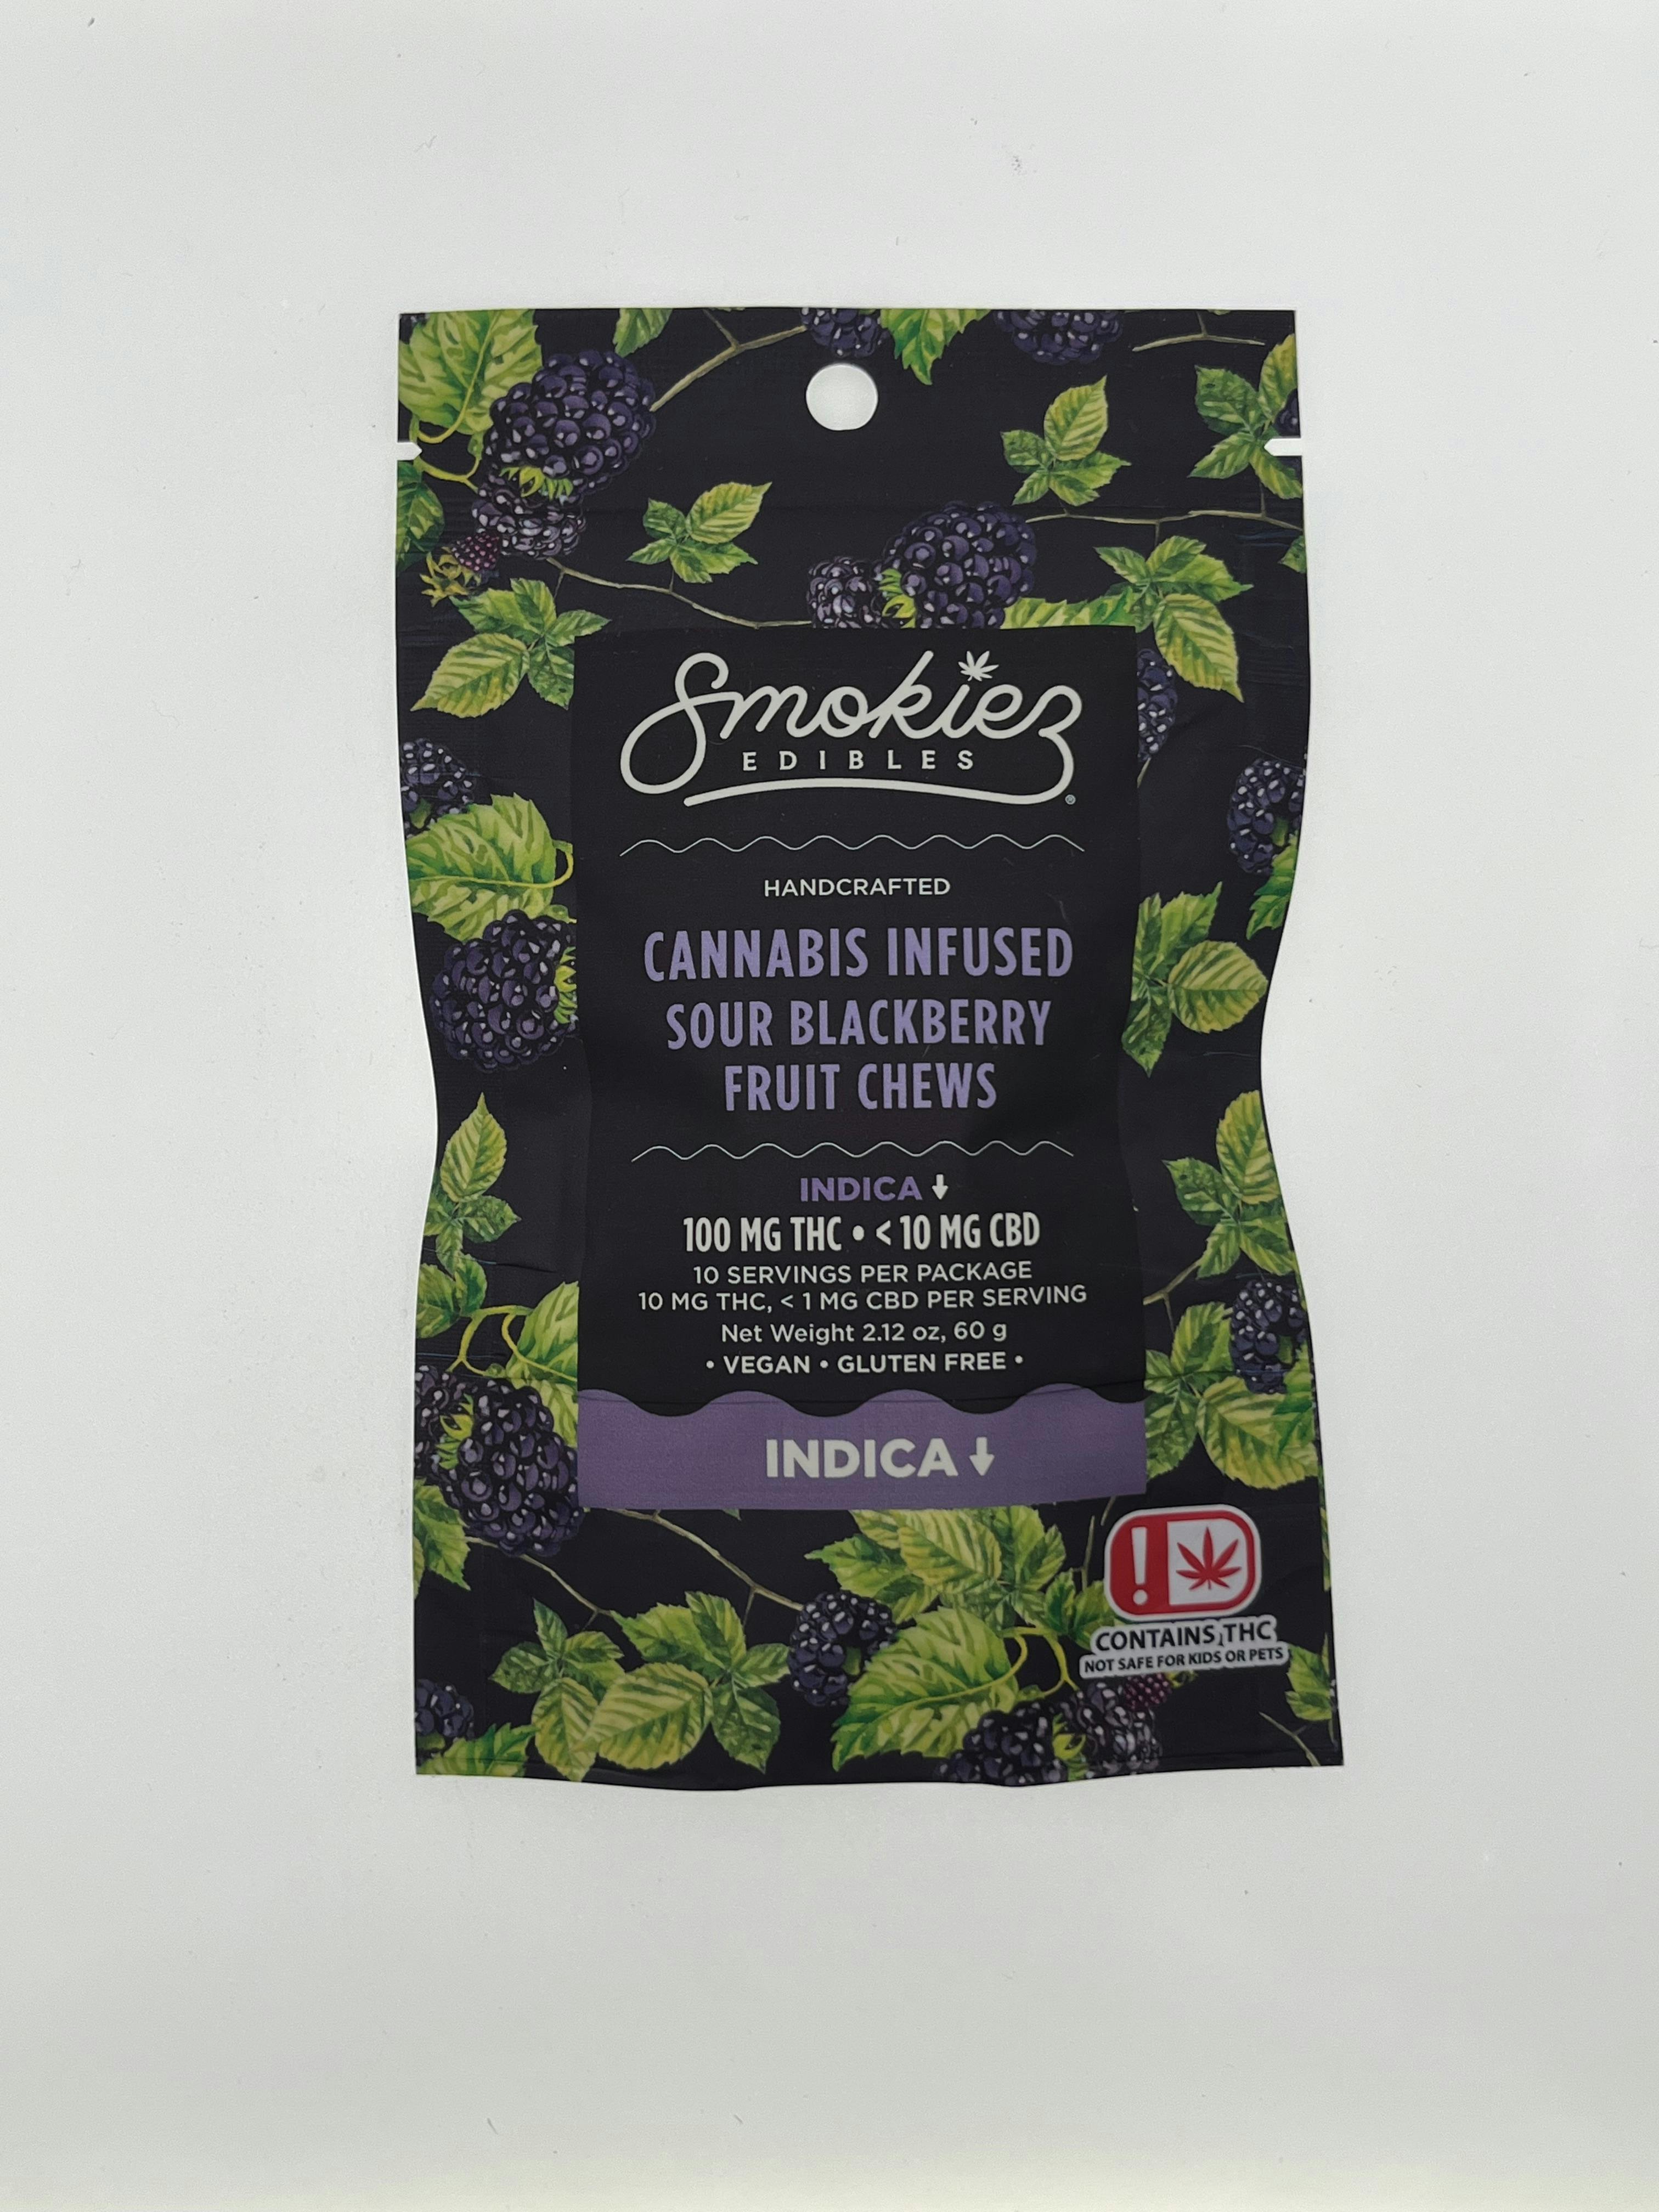 Smokiez
EDIBLES
®
HANDCRAFTED
CANNABIS INFUSED
SOUR BLACKBERRY
FRUIT CHEWS
INDICA ↓
100 MG THC • < 10 MG CBD
10 SERVINGS PER PACKAGE
10 MG THC, < 1 MG CBD PER SERVING
Net Weight 2.12 oz, 60 g
• VEGAN • GLUTEN FREE •
INDICA ↓
!
CONTAINS THC
NOT SAFE FOR KIDS OR PETS